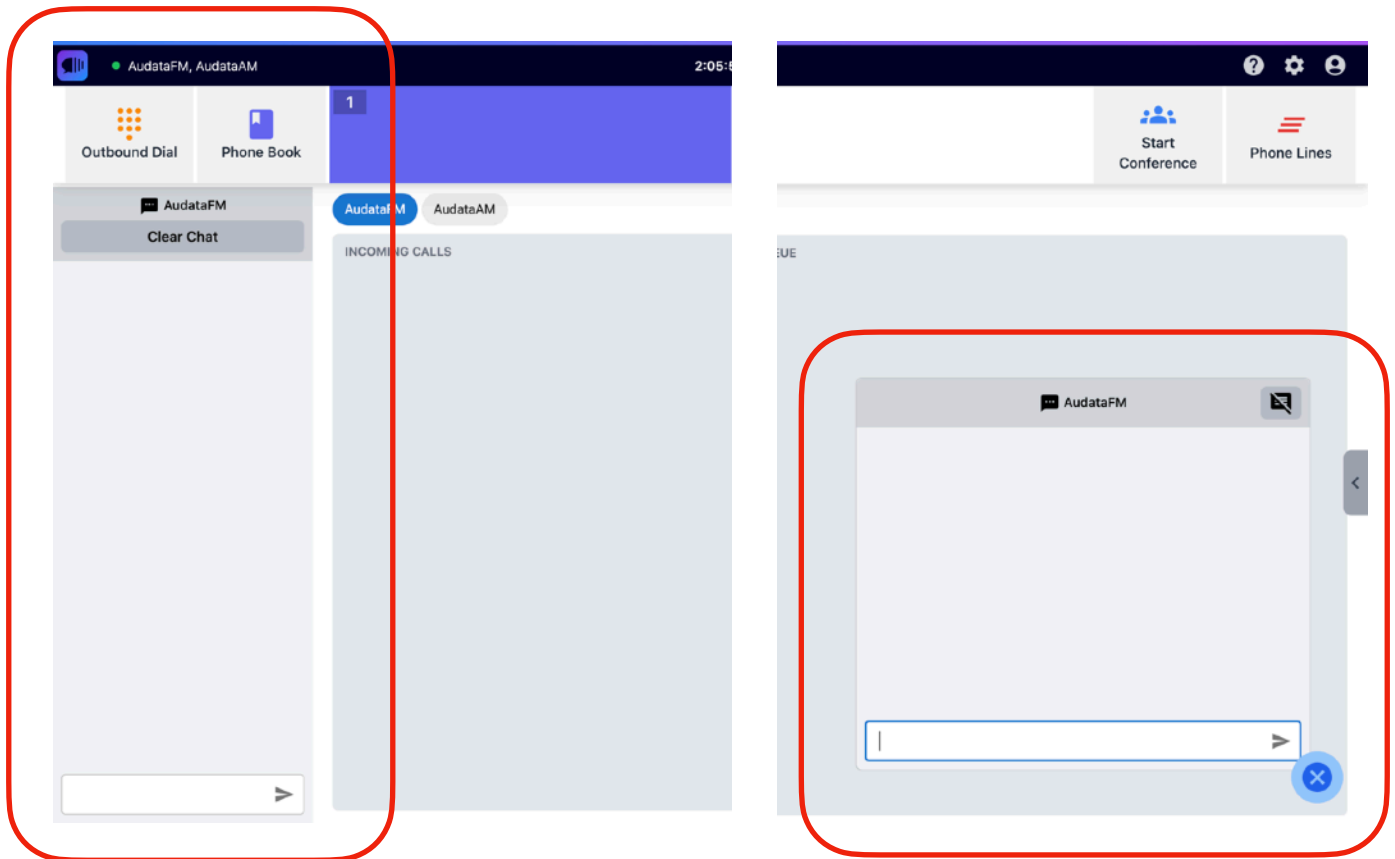 AudataFM, AudataAM
2:05:5
Outbound Dial
Phone Book
1
Start
Conference
Phone Lines
AudataFM
Clear Chat
AudataFM
AudataAM
INCOMING CALLS
EUE
AudataFM